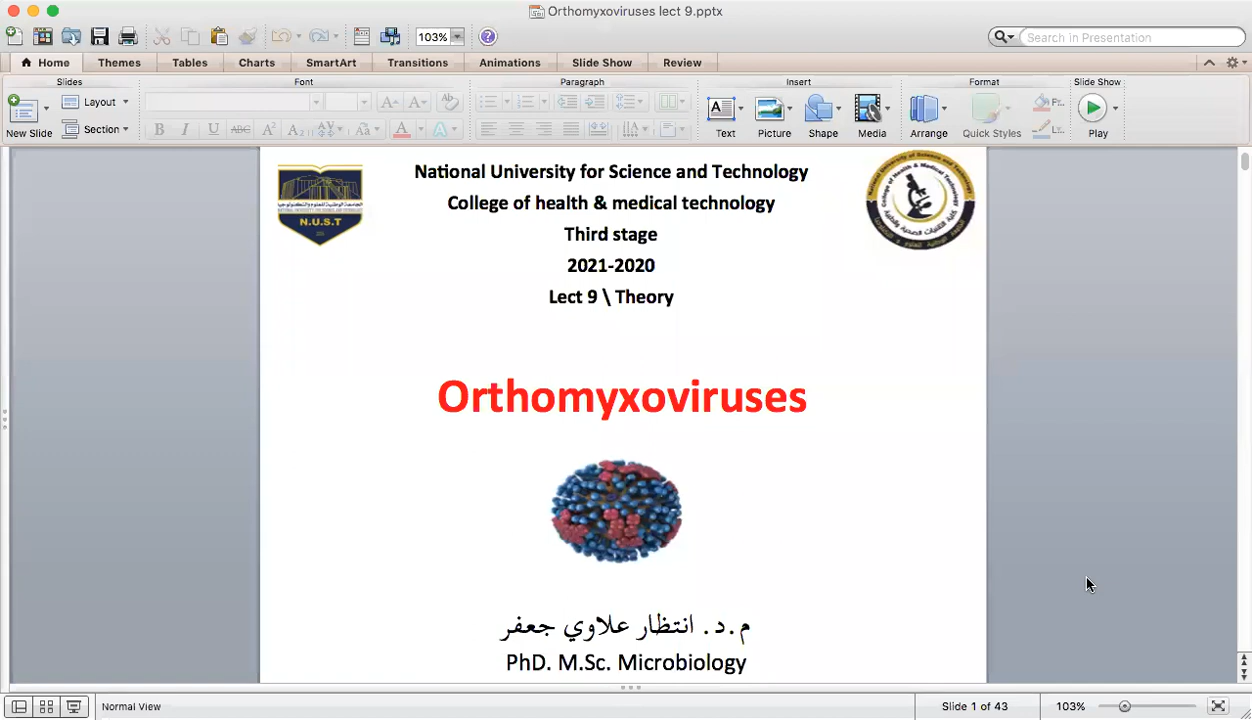 Orthomyxoviruses lect 9.pptx
103%
Search in Presentation
Home Themes Tables Charts SmartArt Transitions Animations Slide Show Review
Slides Font Paragraph Insert Format Slide Show
New Slide Layout Section
Text Picture Shape Media Arrange Quick Styles Play
National University for Science and Technology
College of health & medical technology
Third stage
2021-2020
Lect 9 \ Theory
N.U.S.T
Orthomyxoviruses
م.د. انتظار علاوي جعفر
PhD. M.Sc. Microbiology
Normal View
Slide 1 of 43
103%